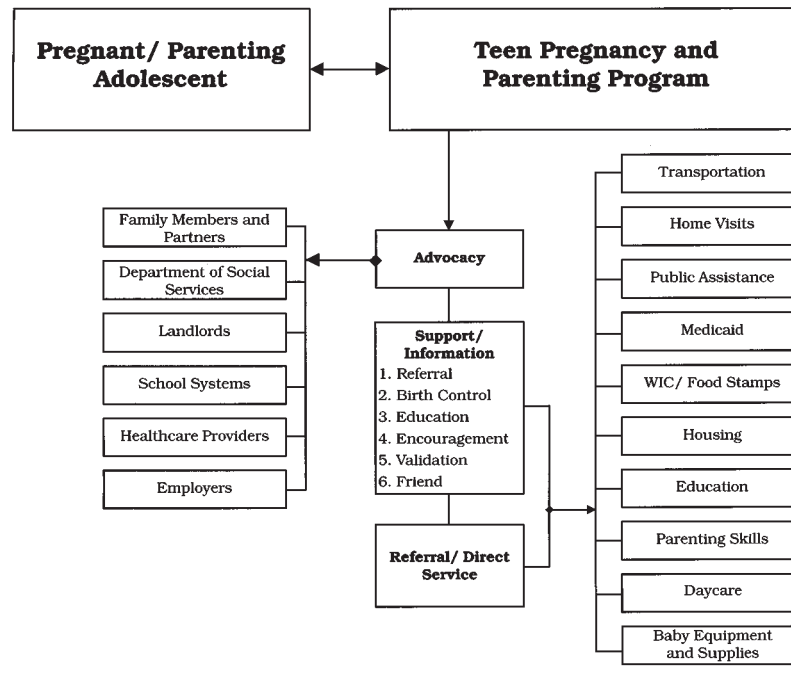 Pregnant/ Parenting
Adolescent
Teen Pregnancy and
Parenting Program
Family Members and
Partners
Department of Social
Services
Landlords
School Systems
Healthcare Providers
Employers
Advocacy
Support/
Information
1. Referral
2. Birth Control
3. Education
4. Encouragement
5. Validation
6. Friend
Referral/ Direct
Service
Transportation
Home Visits
Public Assistance
Medicaid
WIC/ Food Stamps
Housing
Education
Parenting Skills
Daycare
Baby Equipment
and Supplies